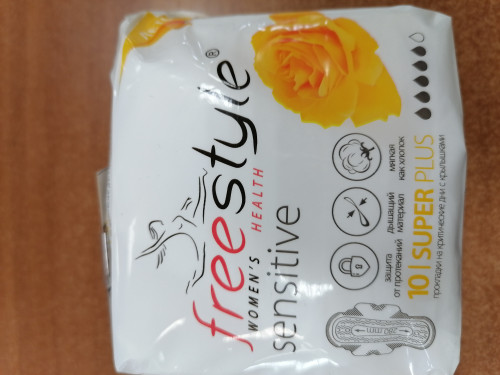 freestyle®
WOMEN'S HEALTH
sensitive
защита
от протеканий
дышащий
материал
мягкая
как хлопок
10 | SUPER PLUS
прокладки на критические дни с крылышками